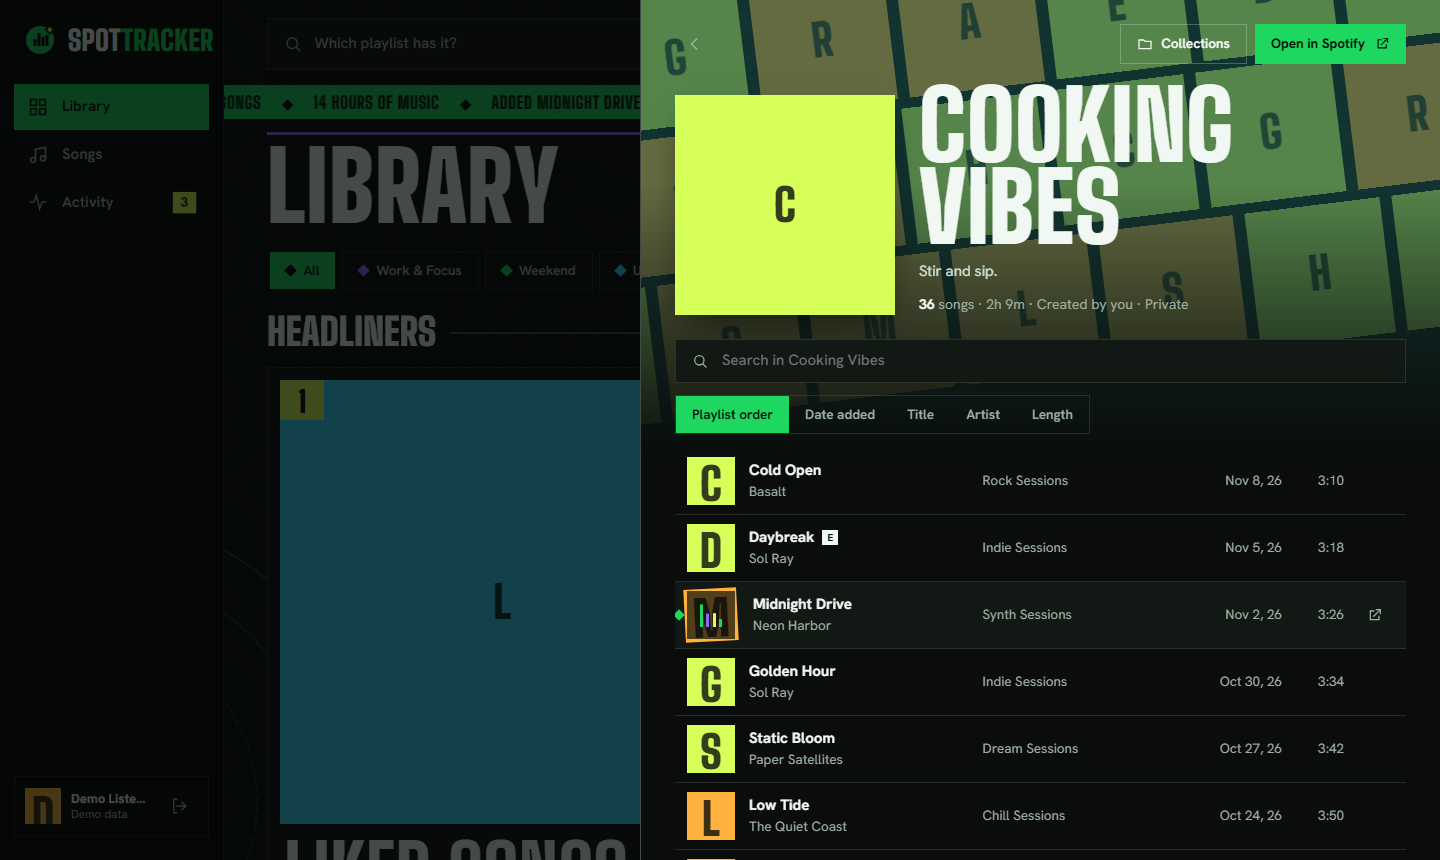 SPOTTRACKER
Library
Songs
Activity
3
Demo Liste...
Demo data
Which playlist has it?
SONGS ◆ 14 HOURS OF MUSIC ◆ ADDED MIDNIGHT DRIVE
LIBRARY
All
Work & Focus
Weekend
U
HEADLINERS
1
L
LIKED SONGS
G
R
A
E
G
R
H
S
L
M
S
Collections
Open in Spotify
C
COOKING
VIBES
Stir and sip.
36 songs · 2h 9m · Created by you · Private
Search in Cooking Vibes
Playlist order
Date added
Title
Artist
Length
C
Cold Open
Basalt
Rock Sessions
Nov 8, 26
3:10
D
Daybreak E
Sol Ray
Indie Sessions
Nov 5, 26
3:18
M
Midnight Drive
Neon Harbor
Synth Sessions
Nov 2, 26
3:26
G
Golden Hour
Sol Ray
Indie Sessions
Oct 30, 26
3:34
S
Static Bloom
Paper Satellites
Dream Sessions
Oct 27, 26
3:42
L
Low Tide
The Quiet Coast
Chill Sessions
Oct 24, 26
3:50